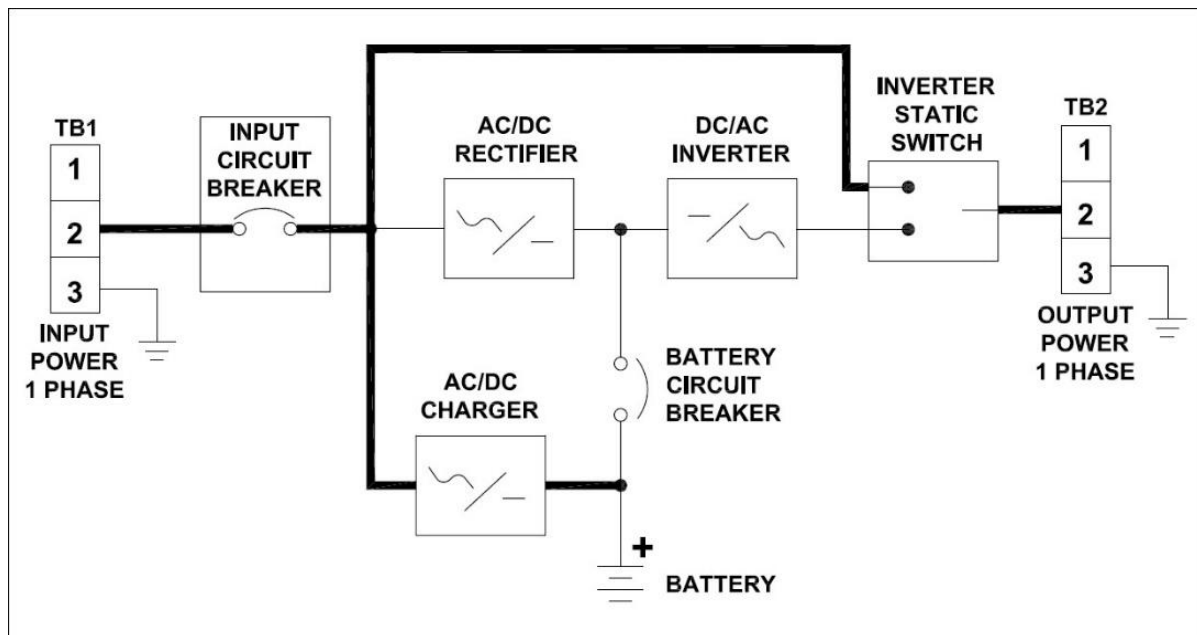 TB1
1
2
3
INPUT
POWER
1 PHASE
INPUT
CIRCUIT
BREAKER
AC/DC
RECTIFIER
DC/AC
INVERTER
INVERTER
STATIC
SWITCH
TB2
1
2
3
OUTPUT
POWER
1 PHASE
AC/DC
CHARGER
BATTERY
CIRCUIT
BREAKER
+
BATTERY